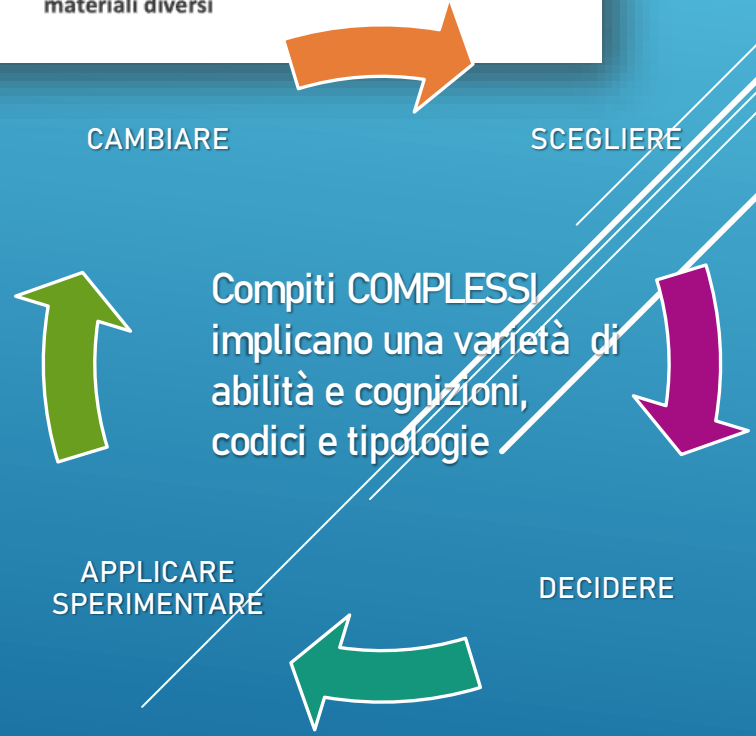 materiali diversi
CAMBIARE
SCEGLIERE
Compiti COMPLESSI
implicano una varietà di
abilità e cognizioni,
codici e tipologie
APPLICARE
SPERIMENTARE
DECIDERE